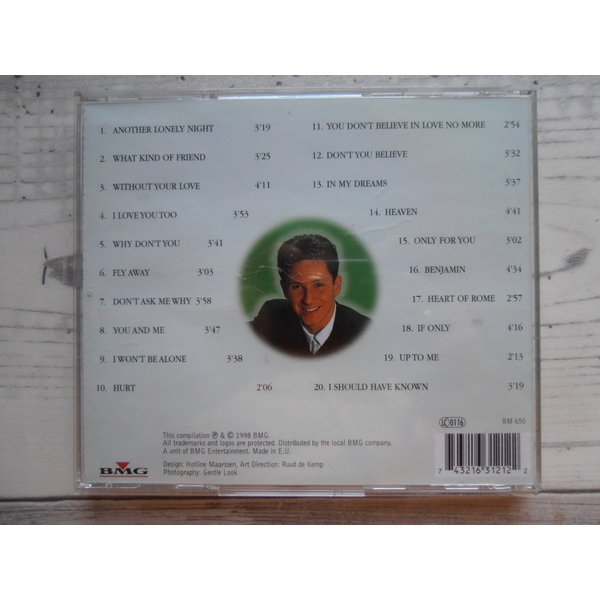 1. ANOTHER LONELY NIGHT 3'19
2. WHAT KIND OF FRIEND 3'25
3. WITHOUT YOUR LOVE 4'11
4. I LOVE YOU TOO 3'53
5. WHY DON'T YOU 3'41
6. FLY AWAY 3'03
7. DON'T ASK ME WHY 3'58
8. YOU AND ME 3'47
9. I WON'T BE ALONE 3'38
10. HURT 2'06
11. YOU DON'T BELIEVE IN LOVE NO MORE 2'54
12. DON'T YOU BELIEVE 3'32
13. IN MY DREAMS 3'37
14. HEAVEN 4'41
15. ONLY FOR YOU 3'02
16. BENJAMIN 4'34
17. HEART OF ROME 2'57
18. IF ONLY 4'16
19. UP TO ME 2'13
20. I SHOULD HAVE KNOWN 3'19
This compilation ℗ & © 1998 BMG.
All trademarks and logos are protected. Distributed by the local BMG company.
A unit of BMG Entertainment. Made in E.U.
Design: Hotline Maarssen, Art Direction: Ruud de Kemp
Photography: Gentle Look
BMG
LC 0116
BM 650
7 43216 31212 2